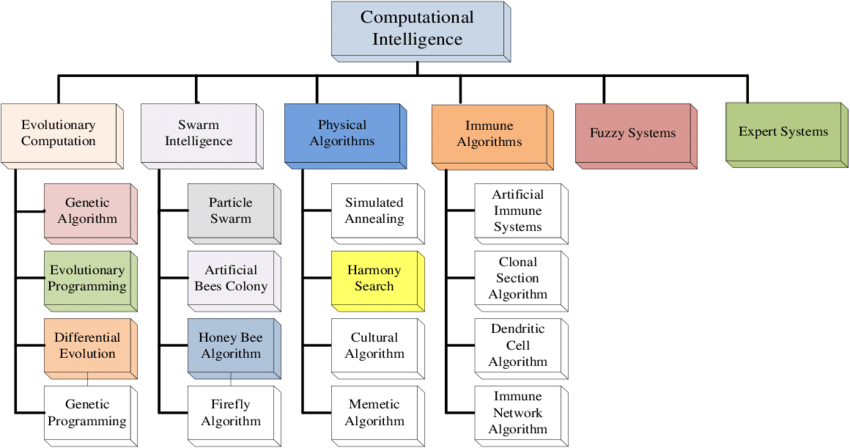 Computational
Intelligence
Evolutionary
Computation
Swarm
Intelligence
Physical
Algorithms
Immune
Algorithms
Fuzzy Systems
Expert Systems
Genetic
Algorithm
Particle
Swarm
Simulated
Annealing
Artificial
Immune
Systems
Evolutionary
Programming
Artificial
Bees Colony
Harmony
Search
Clonal
Section
Algorithm
Differential
Evolution
Honey Bee
Algorithm
Cultural
Algorithm
Dendritic
Cell
Algorithm
Genetic
Programming
Firefly
Algorithm
Memetic
Algorithm
Immune
Network
Algorithm